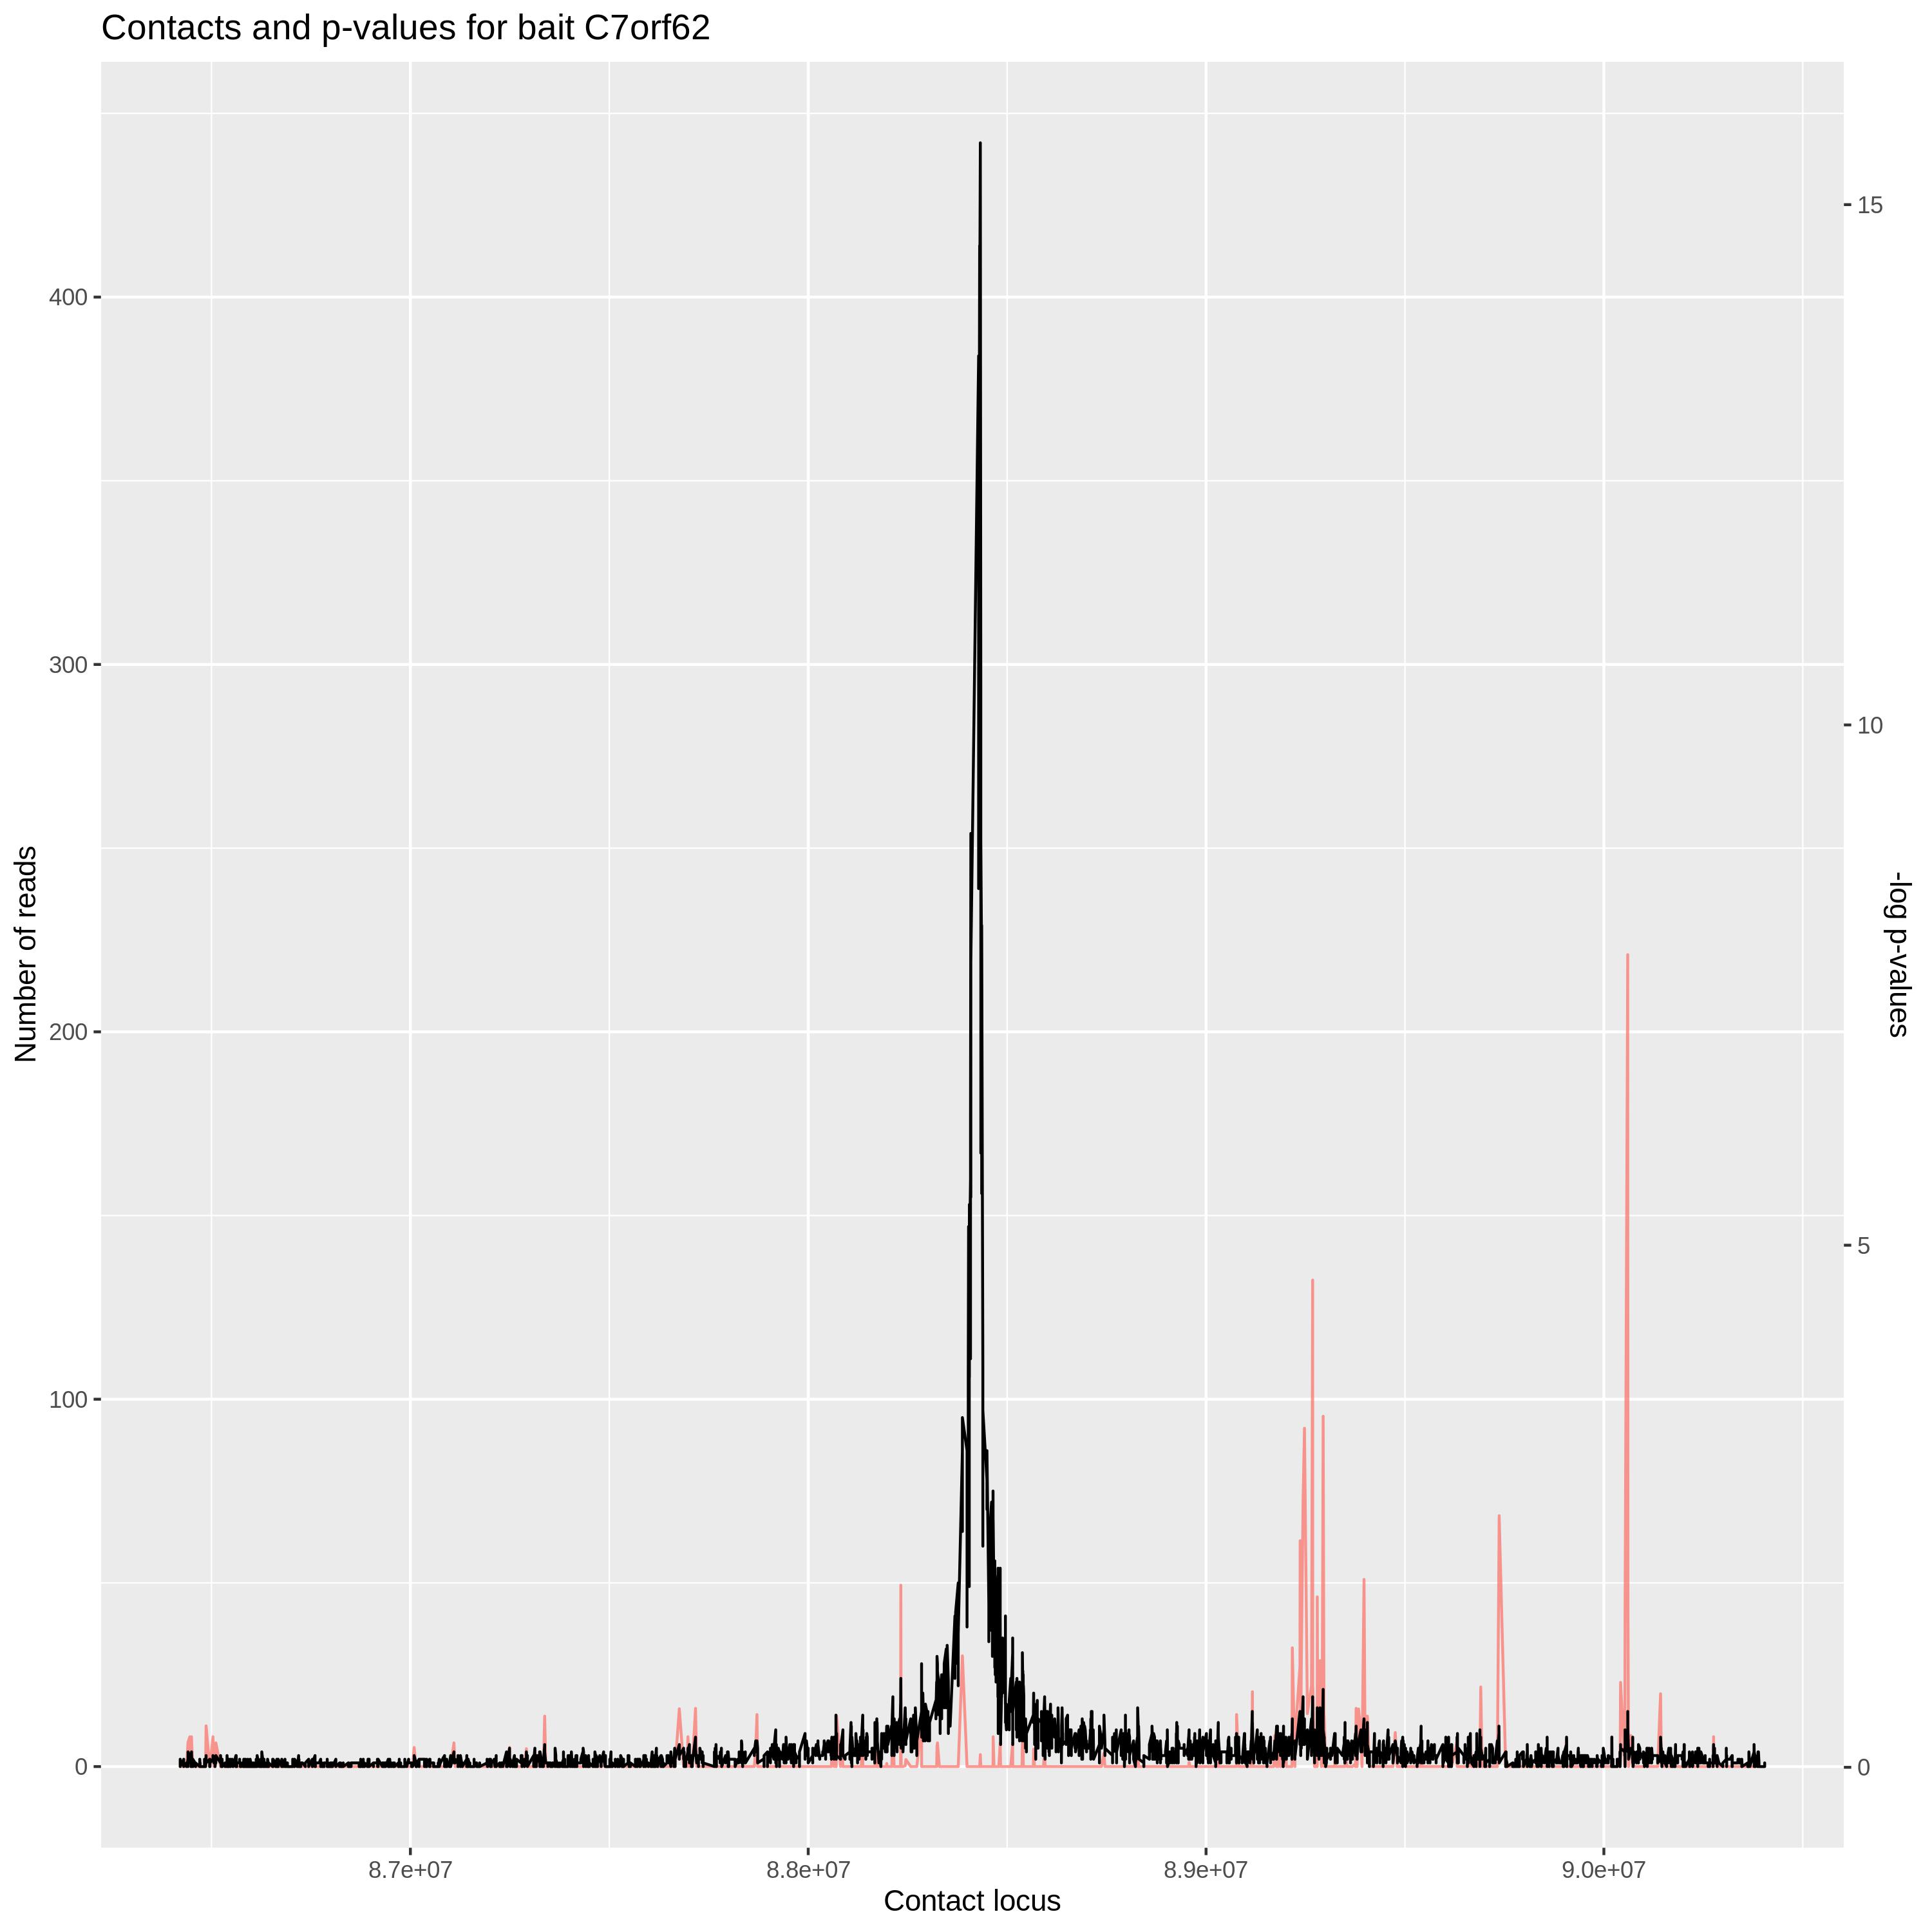 Contacts and p-values for bait C7orf62
400
300
200
100
0
15
10
5
0
Number of reads
-log p-values
8.7e+07
8.8e+07
8.9e+07
9.0e+07
Contact locus